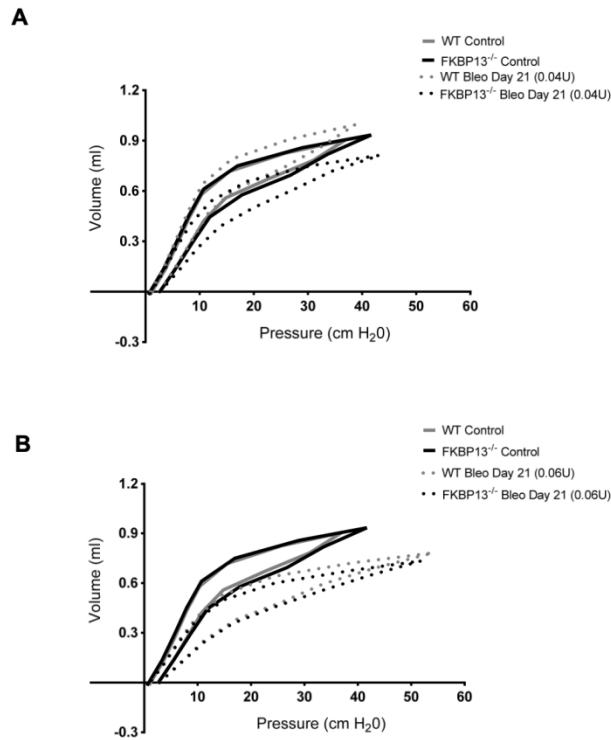 A
WT Control
FKBP13-/- Control
WT Bleo Day 21 (0.04U)
FKBP13-/- Bleo Day 21 (0.04U)
1.2
0.9
0.6
0.3
-0.3
Volume (ml)
10 20 30 40 50 60
Pressure (cm H20)
B
WT Control
FKBP13-/- Control
WT Bleo Day 21 (0.06U)
FKBP13-/- Bleo Day 21 (0.06U)
1.2
0.9
0.6
0.3
-0.3
Volume (ml)
10 20 30 40 50 60
Pressure (cm H20)